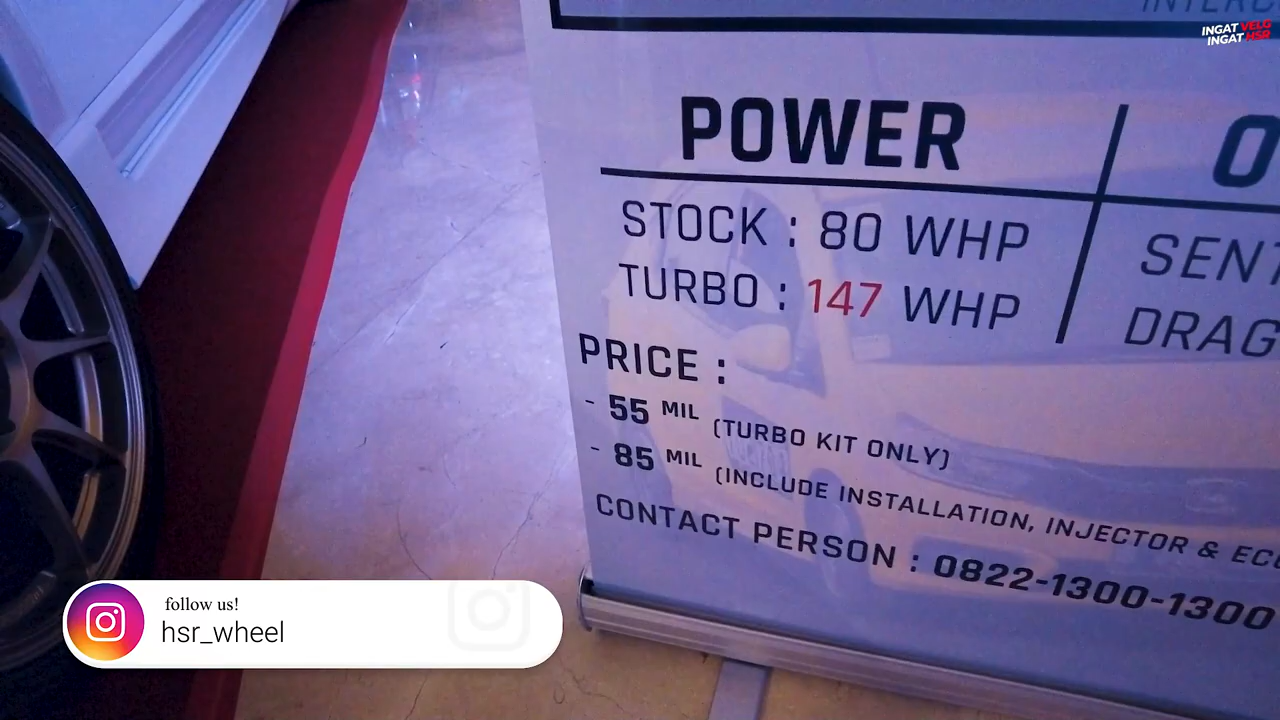 INGAT VELG
INGAT HSR
POWER
STOCK : 80 WHP
TURBO : 147 WHP
PRICE :
- 55 MIL (TURBO KIT ONLY)
- 85 MIL (INCLUDE INSTALLATION, INJECTOR &
CONTACT PERSON : 0822-1300-1300
follow us!
hsr_wheel